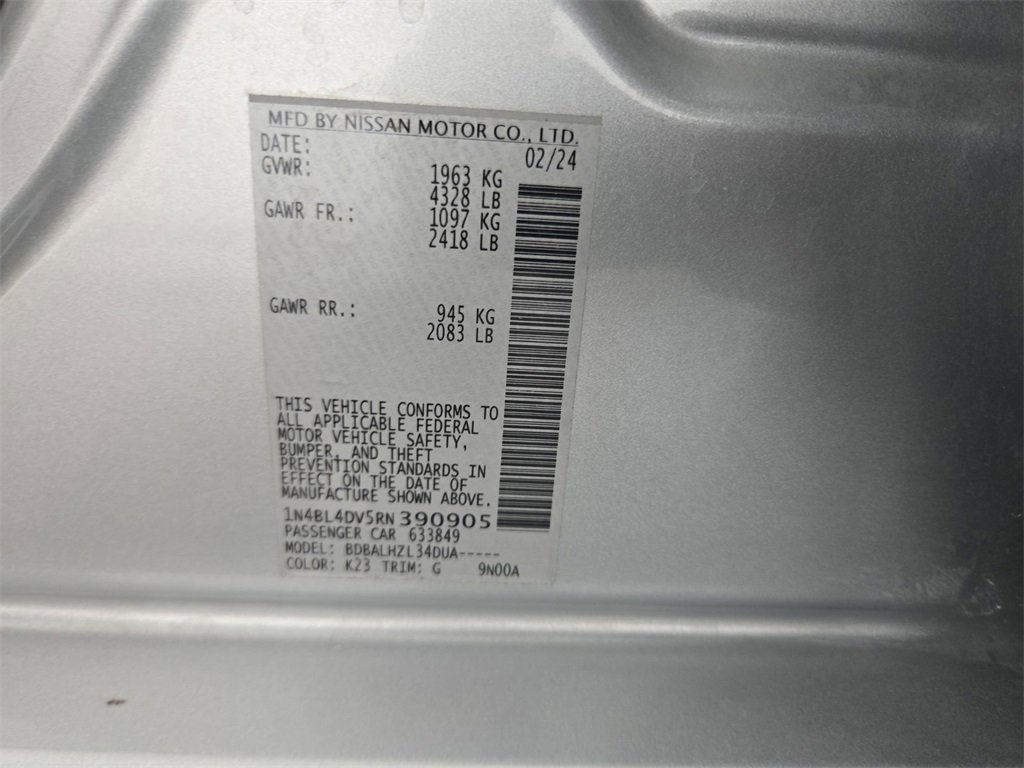 MFD BY NISSAN MOTOR CO., LTD.
DATE: 02/24
GVWR: 1963 KG
4328 LB
GAWR FR.: 1097 KG
2418 LB
GAWR RR.: 945 KG
2083 LB
THIS VEHICLE CONFORMS TO
ALL APPLICABLE FEDERAL
MOTOR VEHICLE SAFETY,
BUMPER, AND THEFT
PREVENTION STANDARDS IN
EFFECT ON THE DATE OF
MANUFACTURE SHOWN ABOVE.
1N4BL4DV5RN390905
PASSENGER CAR 633849
MODEL: BDBALHZL34DUA-----
COLOR: K23 TRIM: G 9N00A